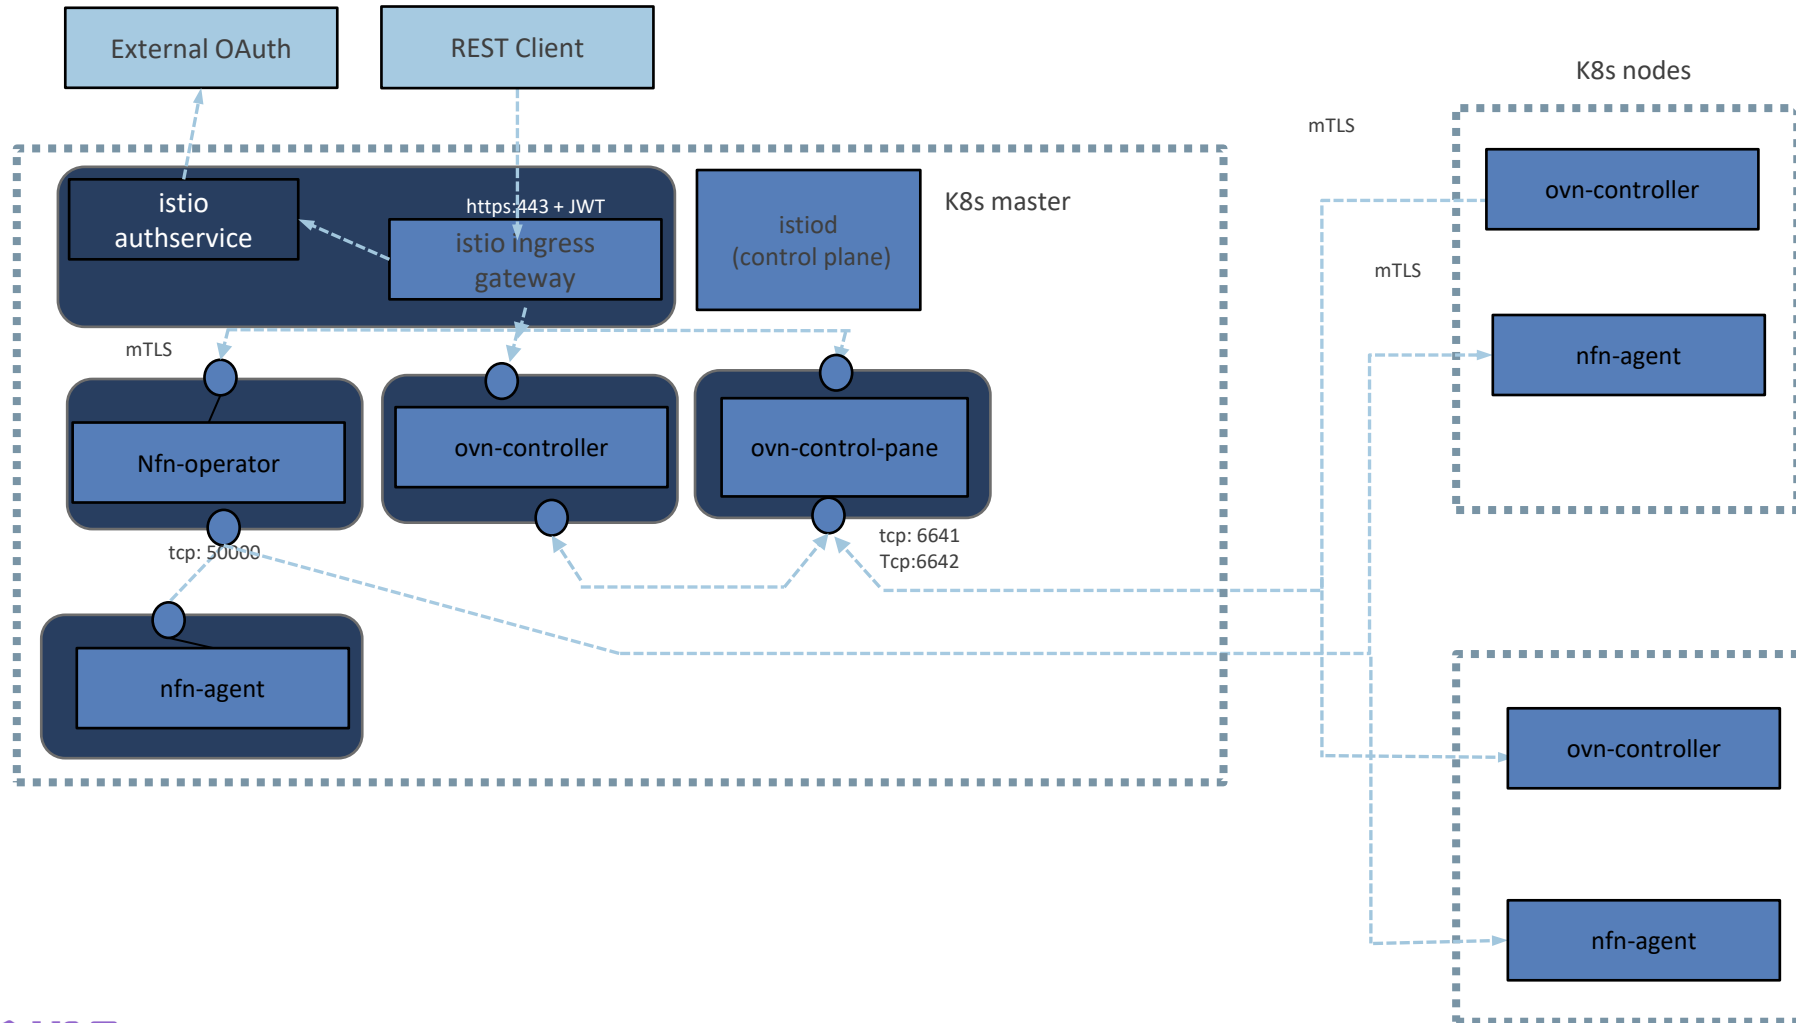 External OAuth
REST Client
K8s nodes
mTLS
istio
authservice
https:443 + JWT
istio ingress
gateway
istiod
(control plane)
K8s master
ovn-controller
mTLS
nfn-agent
mTLS
Nfn-operator
ovn-controller
ovn-control-pane
tcp: 50000
tcp: 6641
Tcp:6642
nfn-agent
ovn-controller
nfn-agent